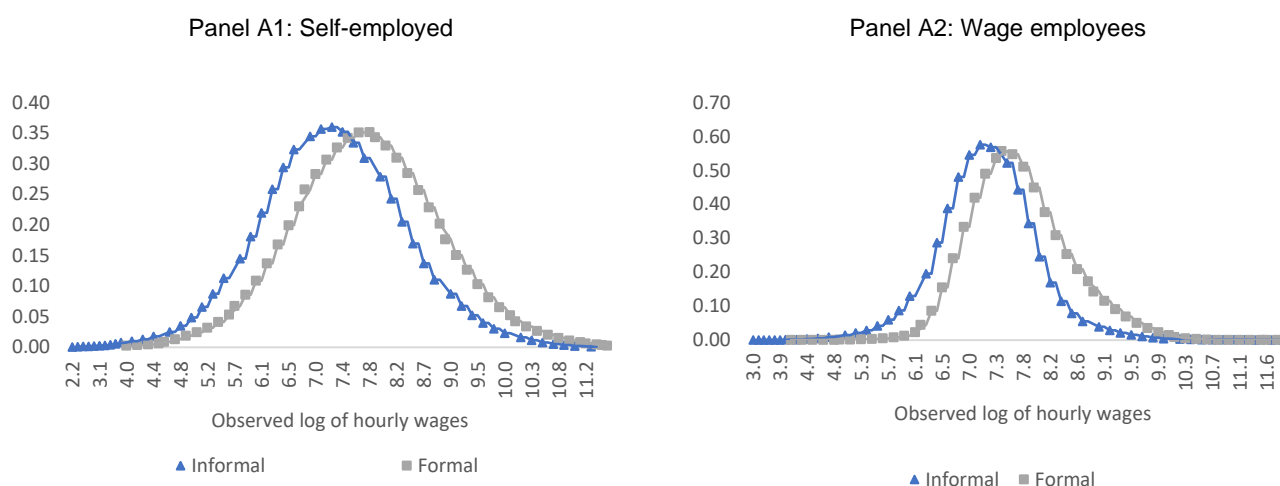 Panel A1: Self-employed
0.40
0.35
0.30
0.25
0.20
0.15
0.10
0.05
0.00
2.2 3.1 4.0 4.4 4.8 5.2 5.7 6.1 6.5 7.0 7.4 7.8 8.2 8.7 9.0 9.5 10.0 10.3 10.8 11.2
Observed log of hourly wages
Informal Formal
Panel A2: Wage employees
0.70
0.60
0.50
0.40
0.30
0.20
0.10
0.00
3.0 3.9 4.4 4.8 5.3 5.7 6.1 6.5 7.0 7.3 7.8 8.2 8.6 9.1 9.5 9.9 10.3 10.7 11.1 11.6
Observed log of hourly wages
Informal Formal